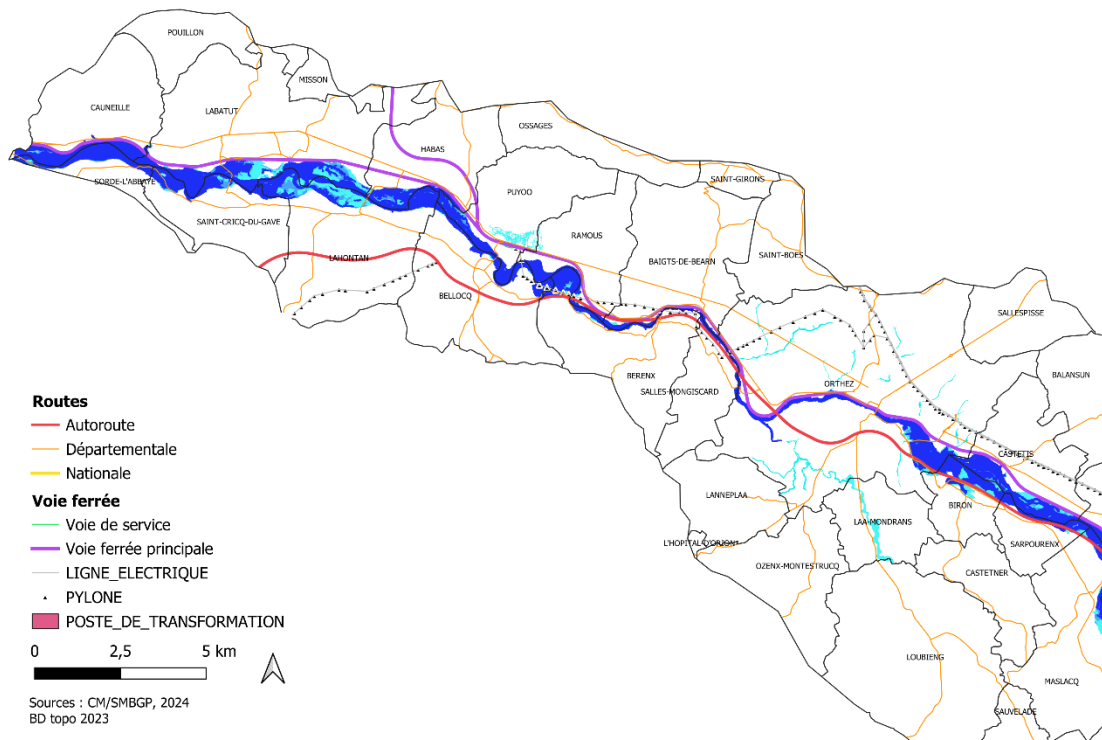 POUILLON
MISSON
CAUNEILLE
LABATUT
OSSAGES
HABAS
SORDE-L'ABBAYE
PUYOO
SAINT-GIRONS
SAINT-CRICQ-DU-GAVE
RAMOUS
LAHONTAN
BAIGTS-DE-BEARN
SAINT-BOES
BELLOCQ
SALLESPISSE
BERENX
BALANSUN
SALLES-MONGISCARD
ORTHEZ
CASTETIS
LANNEPLAA
BIRON
LAA-MONDRANS
L'HOPITAL-D'ORION
SARPOURENX
OZENX-MONTESTRUCQ
CASTETNER
LOUBIENG
MASLACQ
SAUVELADE
Routes
Autoroute
Départementale
Nationale
Voie ferrée
Voie de service
Voie ferrée principale
LIGNE_ELECTRIQUE
PYLONE
POSTE_DE_TRANSFORMATION
0 2,5 5 km
Sources : CM/SMBGP, 2024
BD topo 2023